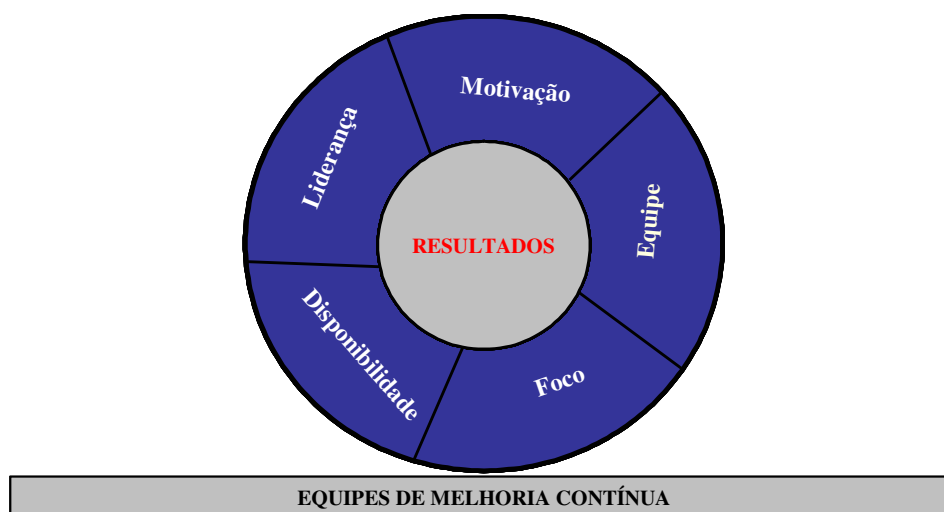 Motivação
Liderança
Equipe
RESULTADOS
Disponibilidade
Foco
EQUIPES DE MELHORIA CONTÍNUA